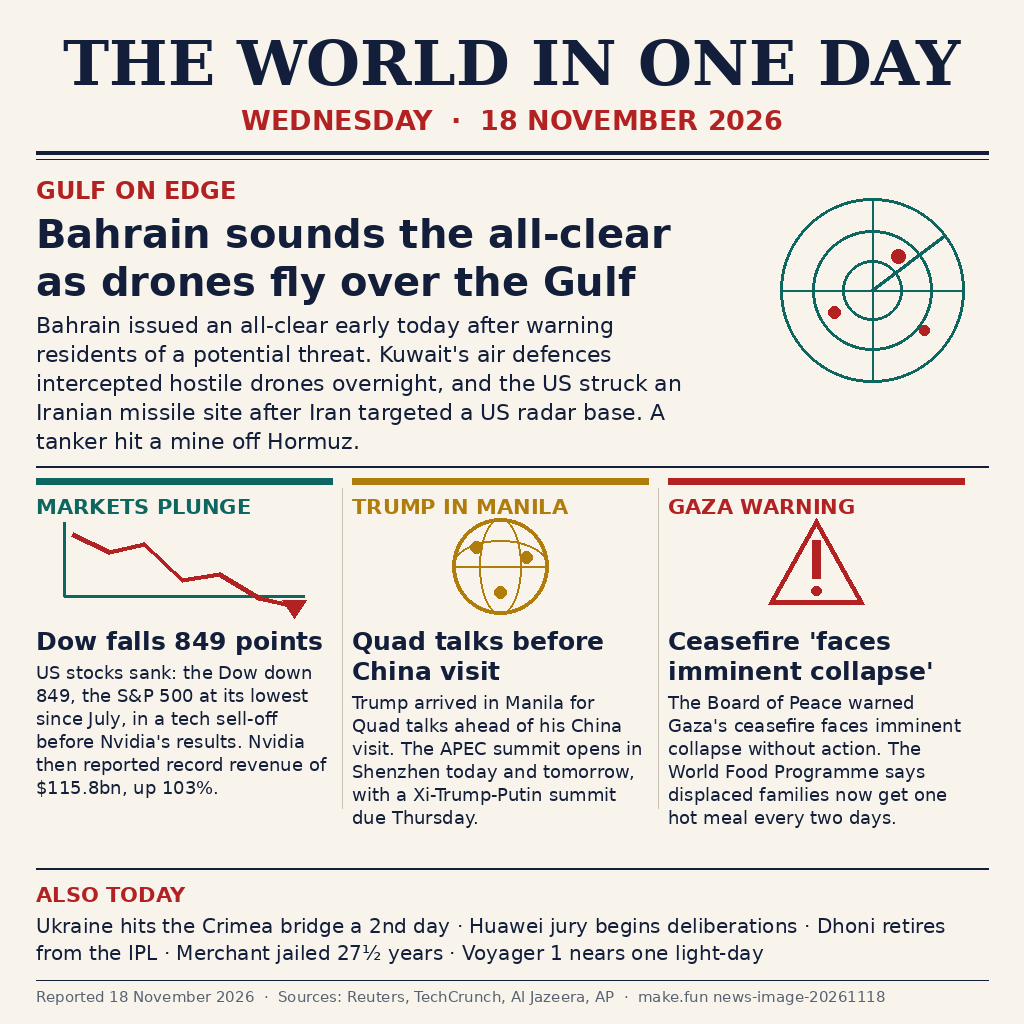 THE WORLD IN ONE DAY
WEDNESDAY · 18 NOVEMBER 2026
GULF ON EDGE
Bahrain sounds the all-clear
as drones fly over the Gulf
Bahrain issued an all-clear early today after warning
residents of a potential threat. Kuwait's air defences
intercepted hostile drones overnight, and the US struck an
Iranian missile site after Iran targeted a US radar base. A
tanker hit a mine off Hormuz.
MARKETS PLUNGE
Dow falls 849 points
US stocks sank: the Dow down
849, the S&P 500 at its lowest
since July, in a tech sell-off
before Nvidia's results. Nvidia
then reported record revenue of
$115.8bn, up 103%.
TRUMP IN MANILA
Quad talks before
China visit
Trump arrived in Manila for
Quad talks ahead of his China
visit. The APEC summit opens in
Shenzhen today and tomorrow,
with a Xi-Trump-Putin summit
due Thursday.
GAZA WARNING
Ceasefire 'faces
imminent collapse'
The Board of Peace warned
Gaza's ceasefire faces imminent
collapse without action. The
World Food Programme says
displaced families now get one
hot meal every two days.
ALSO TODAY
Ukraine hits the Crimea bridge a 2nd day · Huawei jury begins deliberations · Dhoni retires
from the IPL · Merchant jailed 27½ years · Voyager 1 nears one light-day
Reported 18 November 2026 · Sources: Reuters, TechCrunch, Al Jazeera, AP · make.fun news-image-20261118